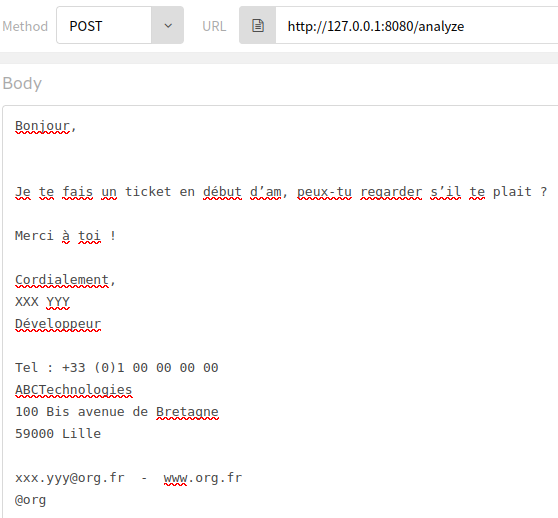 Method POST URL http://127.0.0.1:8080/analyze
Body
Bonjour,
Je te fais un ticket en début d’am, peux-tu regarder s’il te plait ?
Merci à toi !
Cordialement,
XXX YYY
Développeur
Tel : +33 (0)1 00 00 00 00
ABCTechnologies
100 Bis avenue de Bretagne
59000 Lille
xxx.yyy@org.fr - www.org.fr
@org